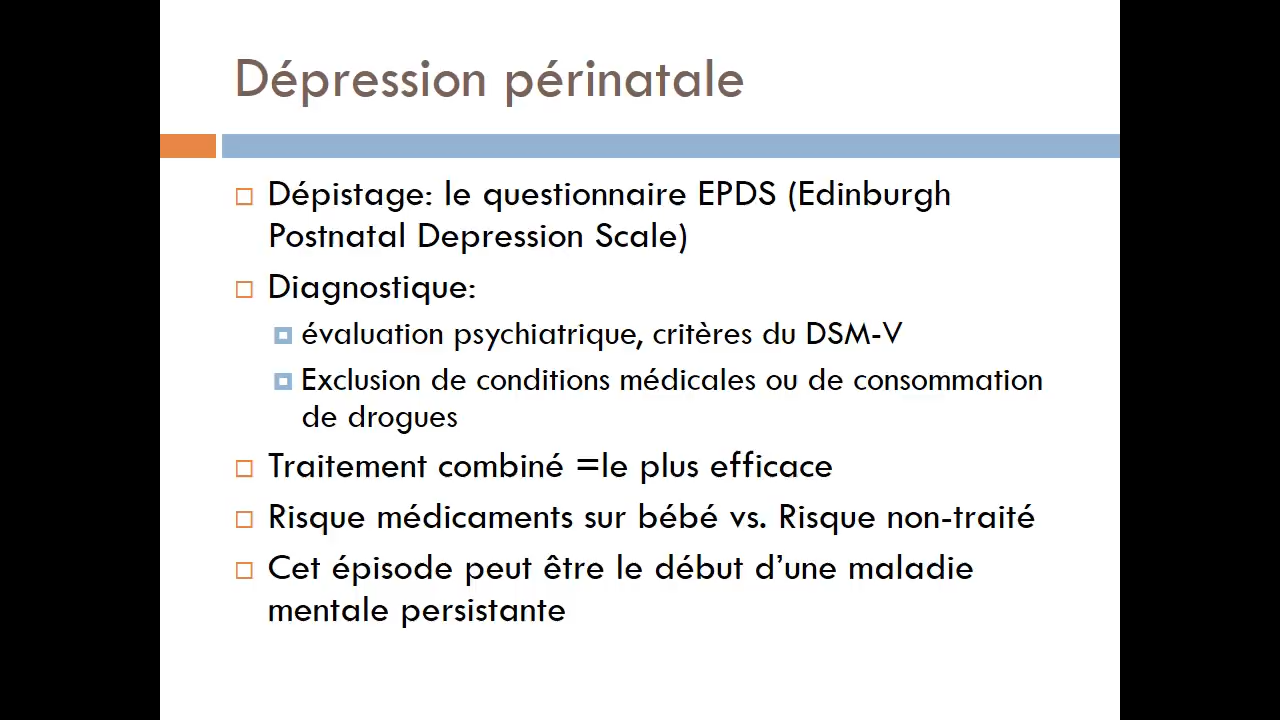 Dépression périnatale
Dépistage: le questionnaire EPDS (Edinburgh
Postnatal Depression Scale)
Diagnostique:
évaluation psychiatrique, critères du DSM-V
Exclusion de conditions médicales ou de consommation
de drogues
Traitement combiné =le plus efficace
Risque médicaments sur bébé vs. Risque non-traité
Cet épisode peut être le début d’une maladie
mentale persistante